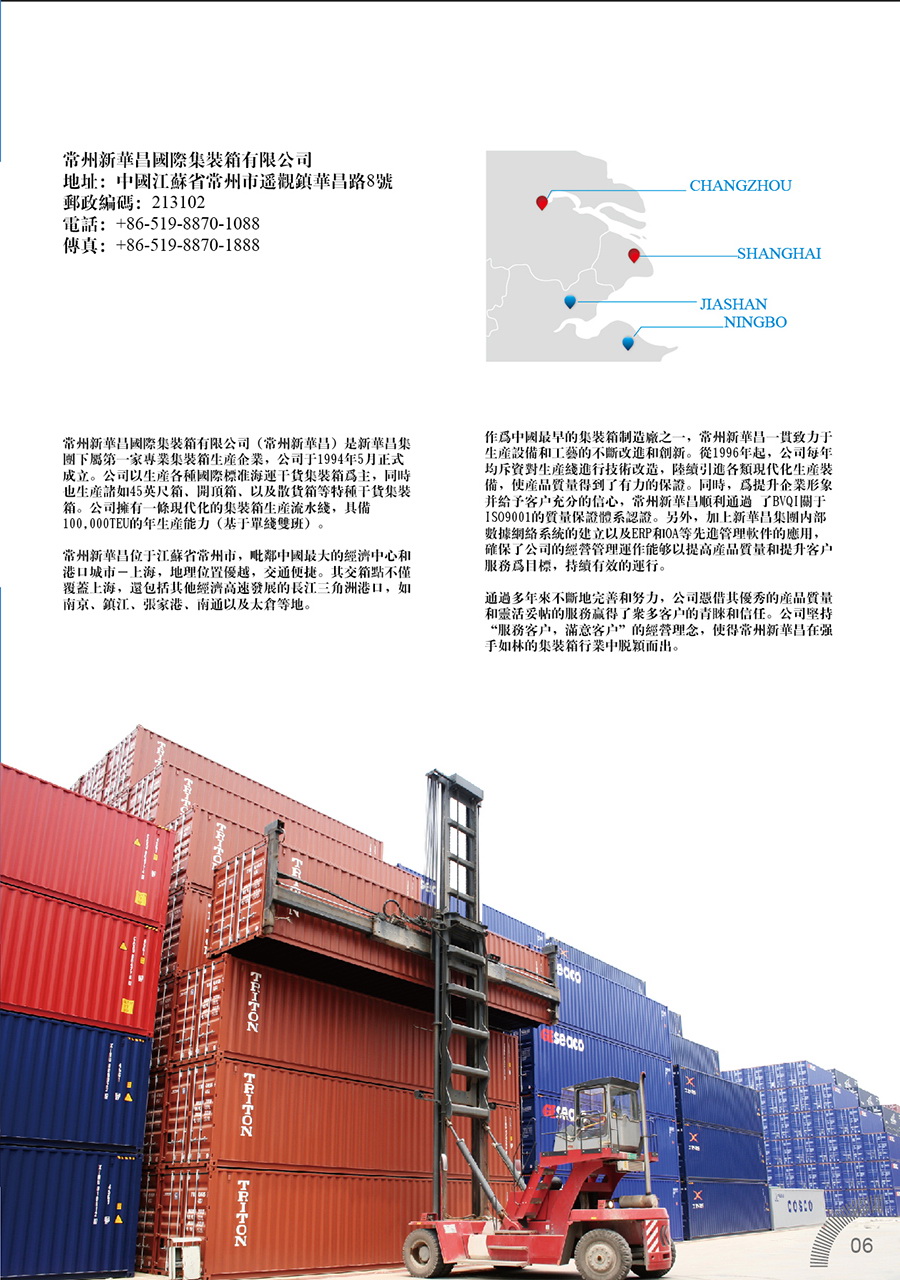 常州新華昌國際集裝箱有限公司
地址：中國江蘇省常州市遥觀鎮華昌路8號
郵政編碼：213102
電話：+86-519-8870-1088
傳真：+86-519-8870-1888
CHANGZHOU
SHANGHAI
JIASHAN
NINGBO
常州新華昌國際集裝箱有限公司（常州新華昌）是新華昌集
團下屬第一家專業集裝箱生産企業，公司于1994年5月正式
成立。公司以生産各種國際標准海運干貨集裝箱爲主，同時
也生産諸如45英尺箱、開頂箱、以及散貨箱等特種干貨集裝
箱。公司擁有一條現代化的集裝箱生産流水綫，具備
100,000TEU的年生産能力（基于單綫雙班）。
常州新華昌位于江蘇省常州市，毗鄰中國最大的經濟中心和
港口城市－上海，地理位置優越，交通便捷。其交箱點不僅
覆蓋上海，還包括其他經濟高速發展的長江三角洲港口，如
南京、鎮江、張家港、南通以及太倉等地。
作爲中國最早的集裝箱制造廠之一，常州新華昌一貫致力于
生産設備和工藝的不斷改進和創新。從1996年起，公司每年
均斥資對生産綫進行技術改造，陸續引進各類現代化生産裝
備，使産品質量得到了有力的保證。同時，爲提升企業形象
并給予客户充分的信心，常州新華昌順利通過 了BVQI關于
ISO9001的質量保證體系認證。另外，加上新華昌集團内部
數據網絡系統的建立以及ERP和OA等先進管理軟件的應用，
確保了公司的經營管理運作能够以提高産品質量和提升客户
服務爲目標，持續有效的運行。
通過多年來不斷地完善和努力，公司憑借其優秀的産品質量
和靈活妥帖的服務贏得了衆多客户的青睞和信任。公司堅持
“服務客户，滿意客户”的經營理念，使得常州新華昌在强
手如林的集裝箱行業中脱穎而出。
TRITON
TRITON
TRITON
TRITON
seaco
GEseaco
COSCO
06